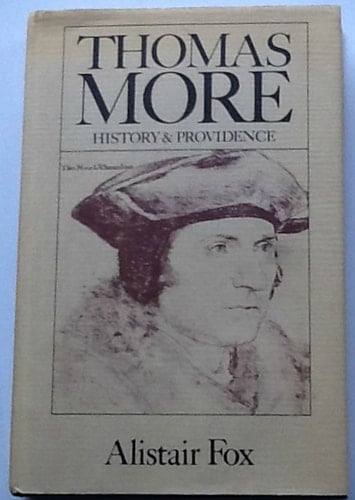 THOMAS
MORE
HISTORY & PROVIDENCE
Alistair Fox